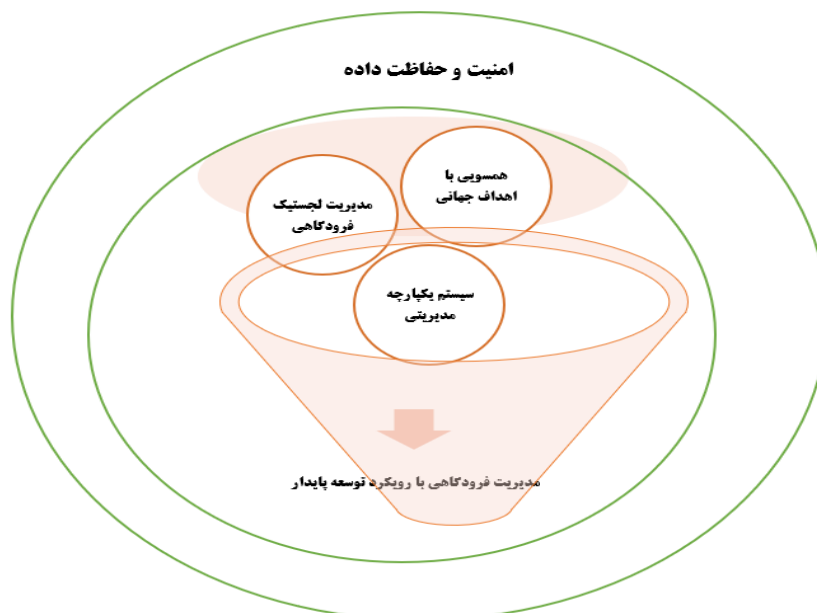 امنیت و حفاظت داده
همسویی با
اهداف جهانی
مدیریت لجستیک
فرودگاهی
سیستم یکپارچه
مدیریتی
مدیریت فرودگاهی با رویکرد توسعه پایدار